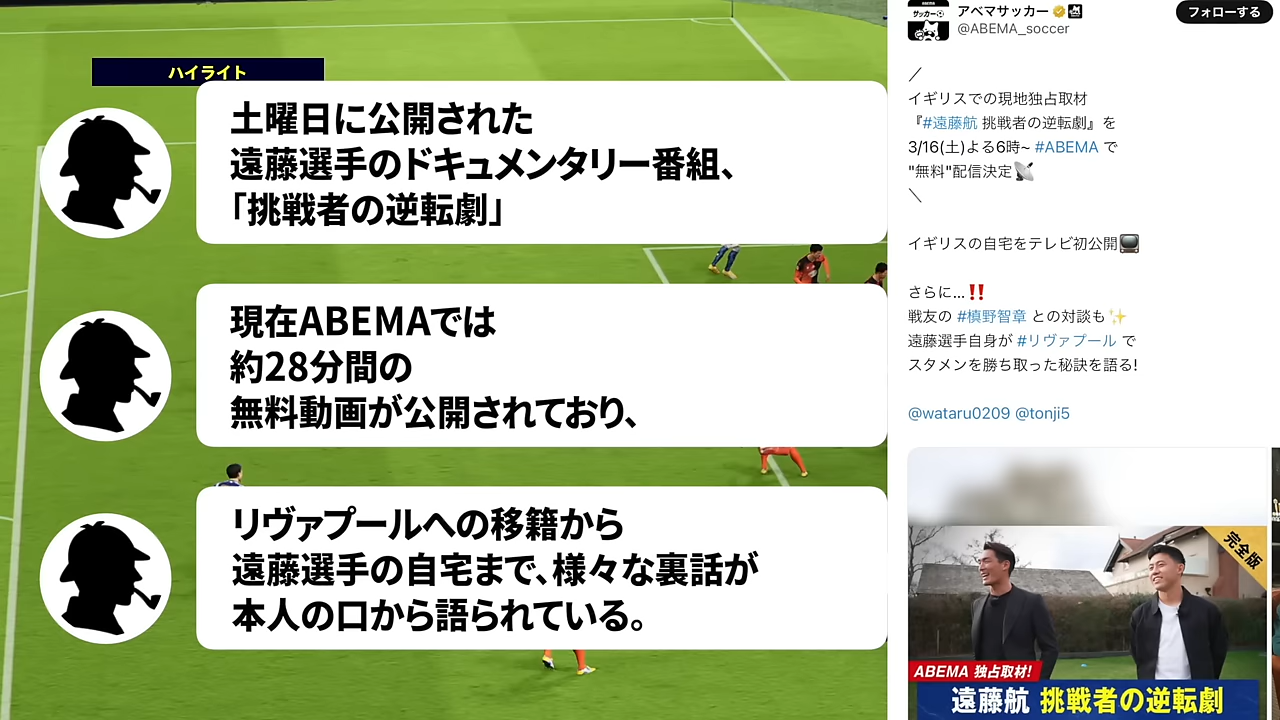 ハイライト
土曜日に公開された
遠藤選手のドキュメンタリー番組、
「挑戦者の逆転劇」
現在ABEMAでは
約28分間の
無料動画が公開されており、
リヴァプールへの移籍から
遠藤選手の自宅まで、様々な裏話が
本人の口から語られている。
サッカー
アベマサッカー
フォローする
@ABEMA_soccer
／
イギリスでの現地独占取材
『#遠藤航 挑戦者の逆転劇』を
3/16(土)よる6時~ #ABEMA で
"無料"配信決定
＼
イギリスの自宅をテレビ初公開
さらに...‼️
戦友の #槙野智章 との対談も✨
遠藤選手自身が #リヴァプール で
スタメンを勝ち取った秘訣を語る!
@wataru0209 @tonji5
完全版
ABEMA 独占取材!
遠藤航 挑戦者の逆転劇